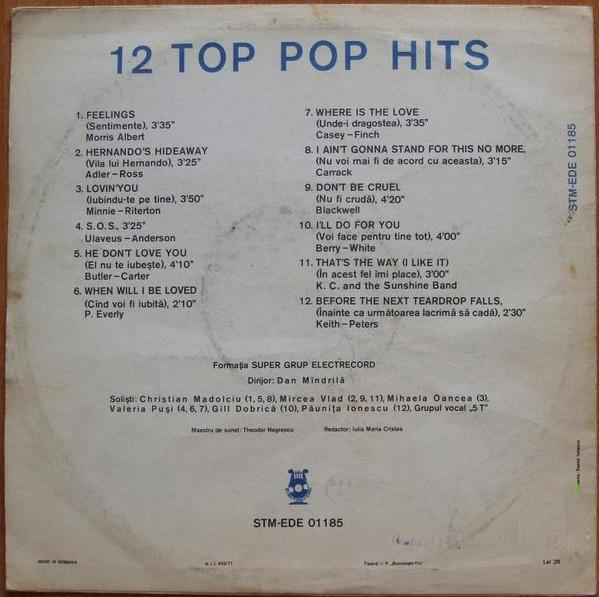 12 TOP POP HITS
1. FEELINGS
(Sentimente), 3'35"
Morris Albert
2. HERNANDO'S HIDEAWAY
(Vila lui Hernando), 3'25"
Adler – Ross
3. LOVIN'YOU
(Iubindu-te pe tine), 3'50"
Minnie – Riterton
4. S.O.S., 3'25"
Ulaveus – Anderson
5. HE DON'T LOVE YOU
(El nu te iubește), 4'10"
Butler – Carter
6. WHEN WILL I BE LOVED
(Cînd voi fi iubită), 2'10"
P. Everly
7. WHERE IS THE LOVE
(Unde-i dragostea), 3'35"
Casey – Finch
8. I AIN'T GONNA STAND FOR THIS NO MORE,
(Nu voi mai fi de acord cu aceasta), 3'15"
Carrack
9. DON'T BE CRUEL
(Nu fi crudă), 4'20"
Blackwell
10. I'LL DO FOR YOU
(Voi face pentru tine tot), 4'00"
Berry – White
11. THAT'S THE WAY (I LIKE IT)
(În acest fel îmi place), 3'00"
K. C. and the Sunshine Band
12. BEFORE THE NEXT TEARDROP FALLS,
(Înainte ca următoarea lacrimă să cadă), 2'30"
Keith – Peters
STM-EDE 01185
Formația SUPER GRUP ELECTRECORD
Dirijor: Dan Mîndrilă
Soliști: Christian Madolciu (1, 5, 8), Mircea Vlad (2, 9, 11), Mihaela Oancea (3),
Valeria Puși (4, 6, 7), Gill Dobrică (10), Păunița Ionescu (12), Grupul vocal „5 T"
Maestru de sunet: Theodor Negrescu Redactor: Iulia Maria Cristea
STM-EDE 01185
MADE IN ROMANIA
Tiparul: I. P. „Bucureștii-Noi"
Lei 26